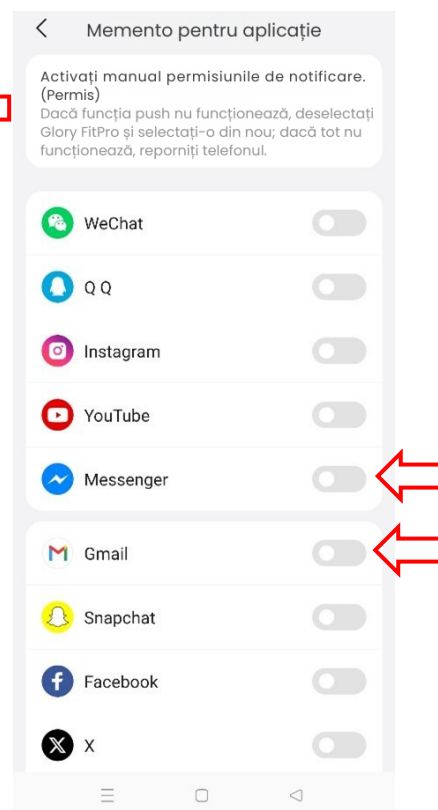 Memento pentru aplicație
Activați manual permisiunile de notificare.
(Permis)
Dacă funcția push nu funcționează, deselectați
Glory FitPro și selectați-o din nou; dacă tot nu
funcționează, reporniți telefonul.
WeChat
Q Q
Instagram
YouTube
Messenger
Gmail
Snapchat
Facebook
X